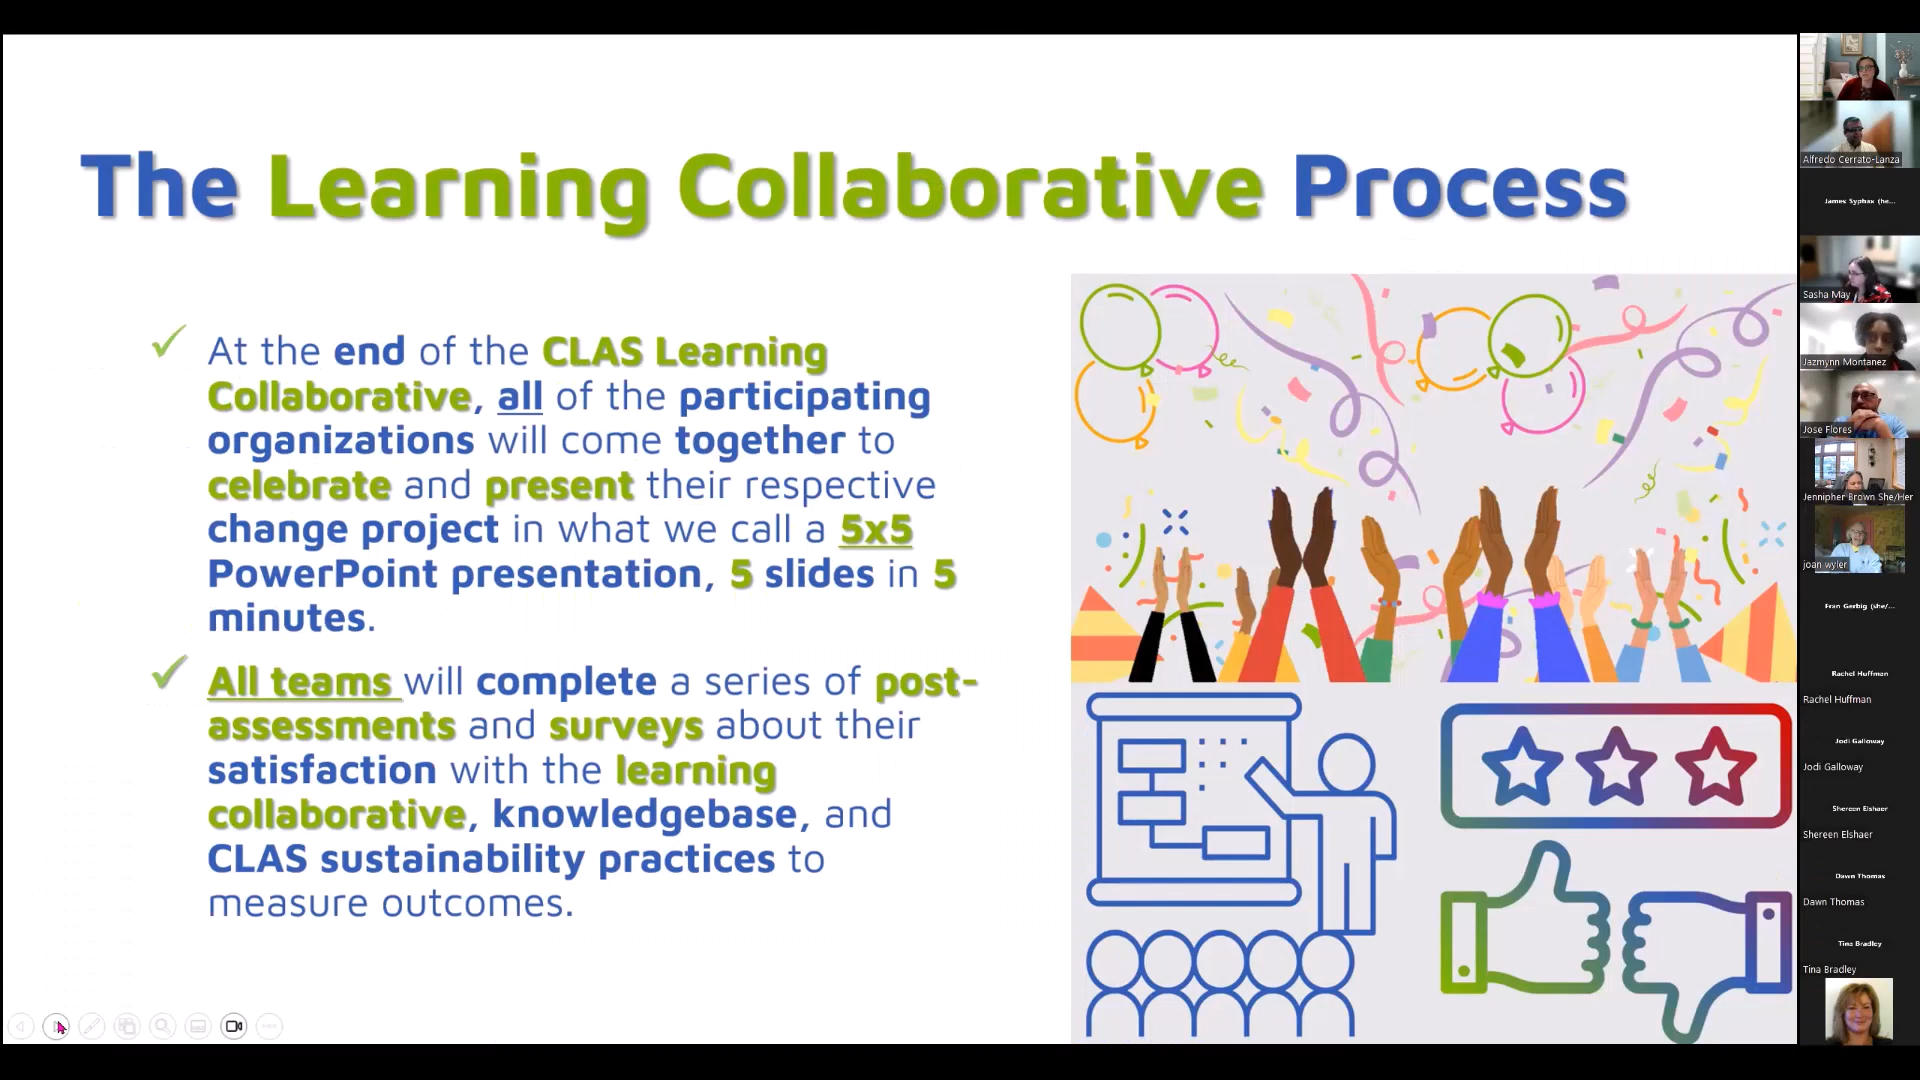 The Learning Collaborative Process
At the end of the CLAS Learning
Collaborative, all of the participating
organizations will come together to
celebrate and present their respective
change project in what we call a 5x5
PowerPoint presentation, 5 slides in 5
minutes.
All teams will complete a series of post-
assessments and surveys about their
satisfaction with the learning
collaborative, knowledgebase, and
CLAS sustainability practices to
measure outcomes.
Alfredo Cerrato-Lanza
James Syphax (he...
Sasha May
Jazmynn Montanez
Jose Flores
Jennipher Brown She/Her
joan wyler
Fran Gerbig (she/...
Rachel Huffman
Rachel Huffman
Jodi Galloway
Jodi Galloway
Shereen Elshaer
Shereen Elshaer
Dawn Thomas
Dawn Thomas
Tina Bradley
Tina Bradley